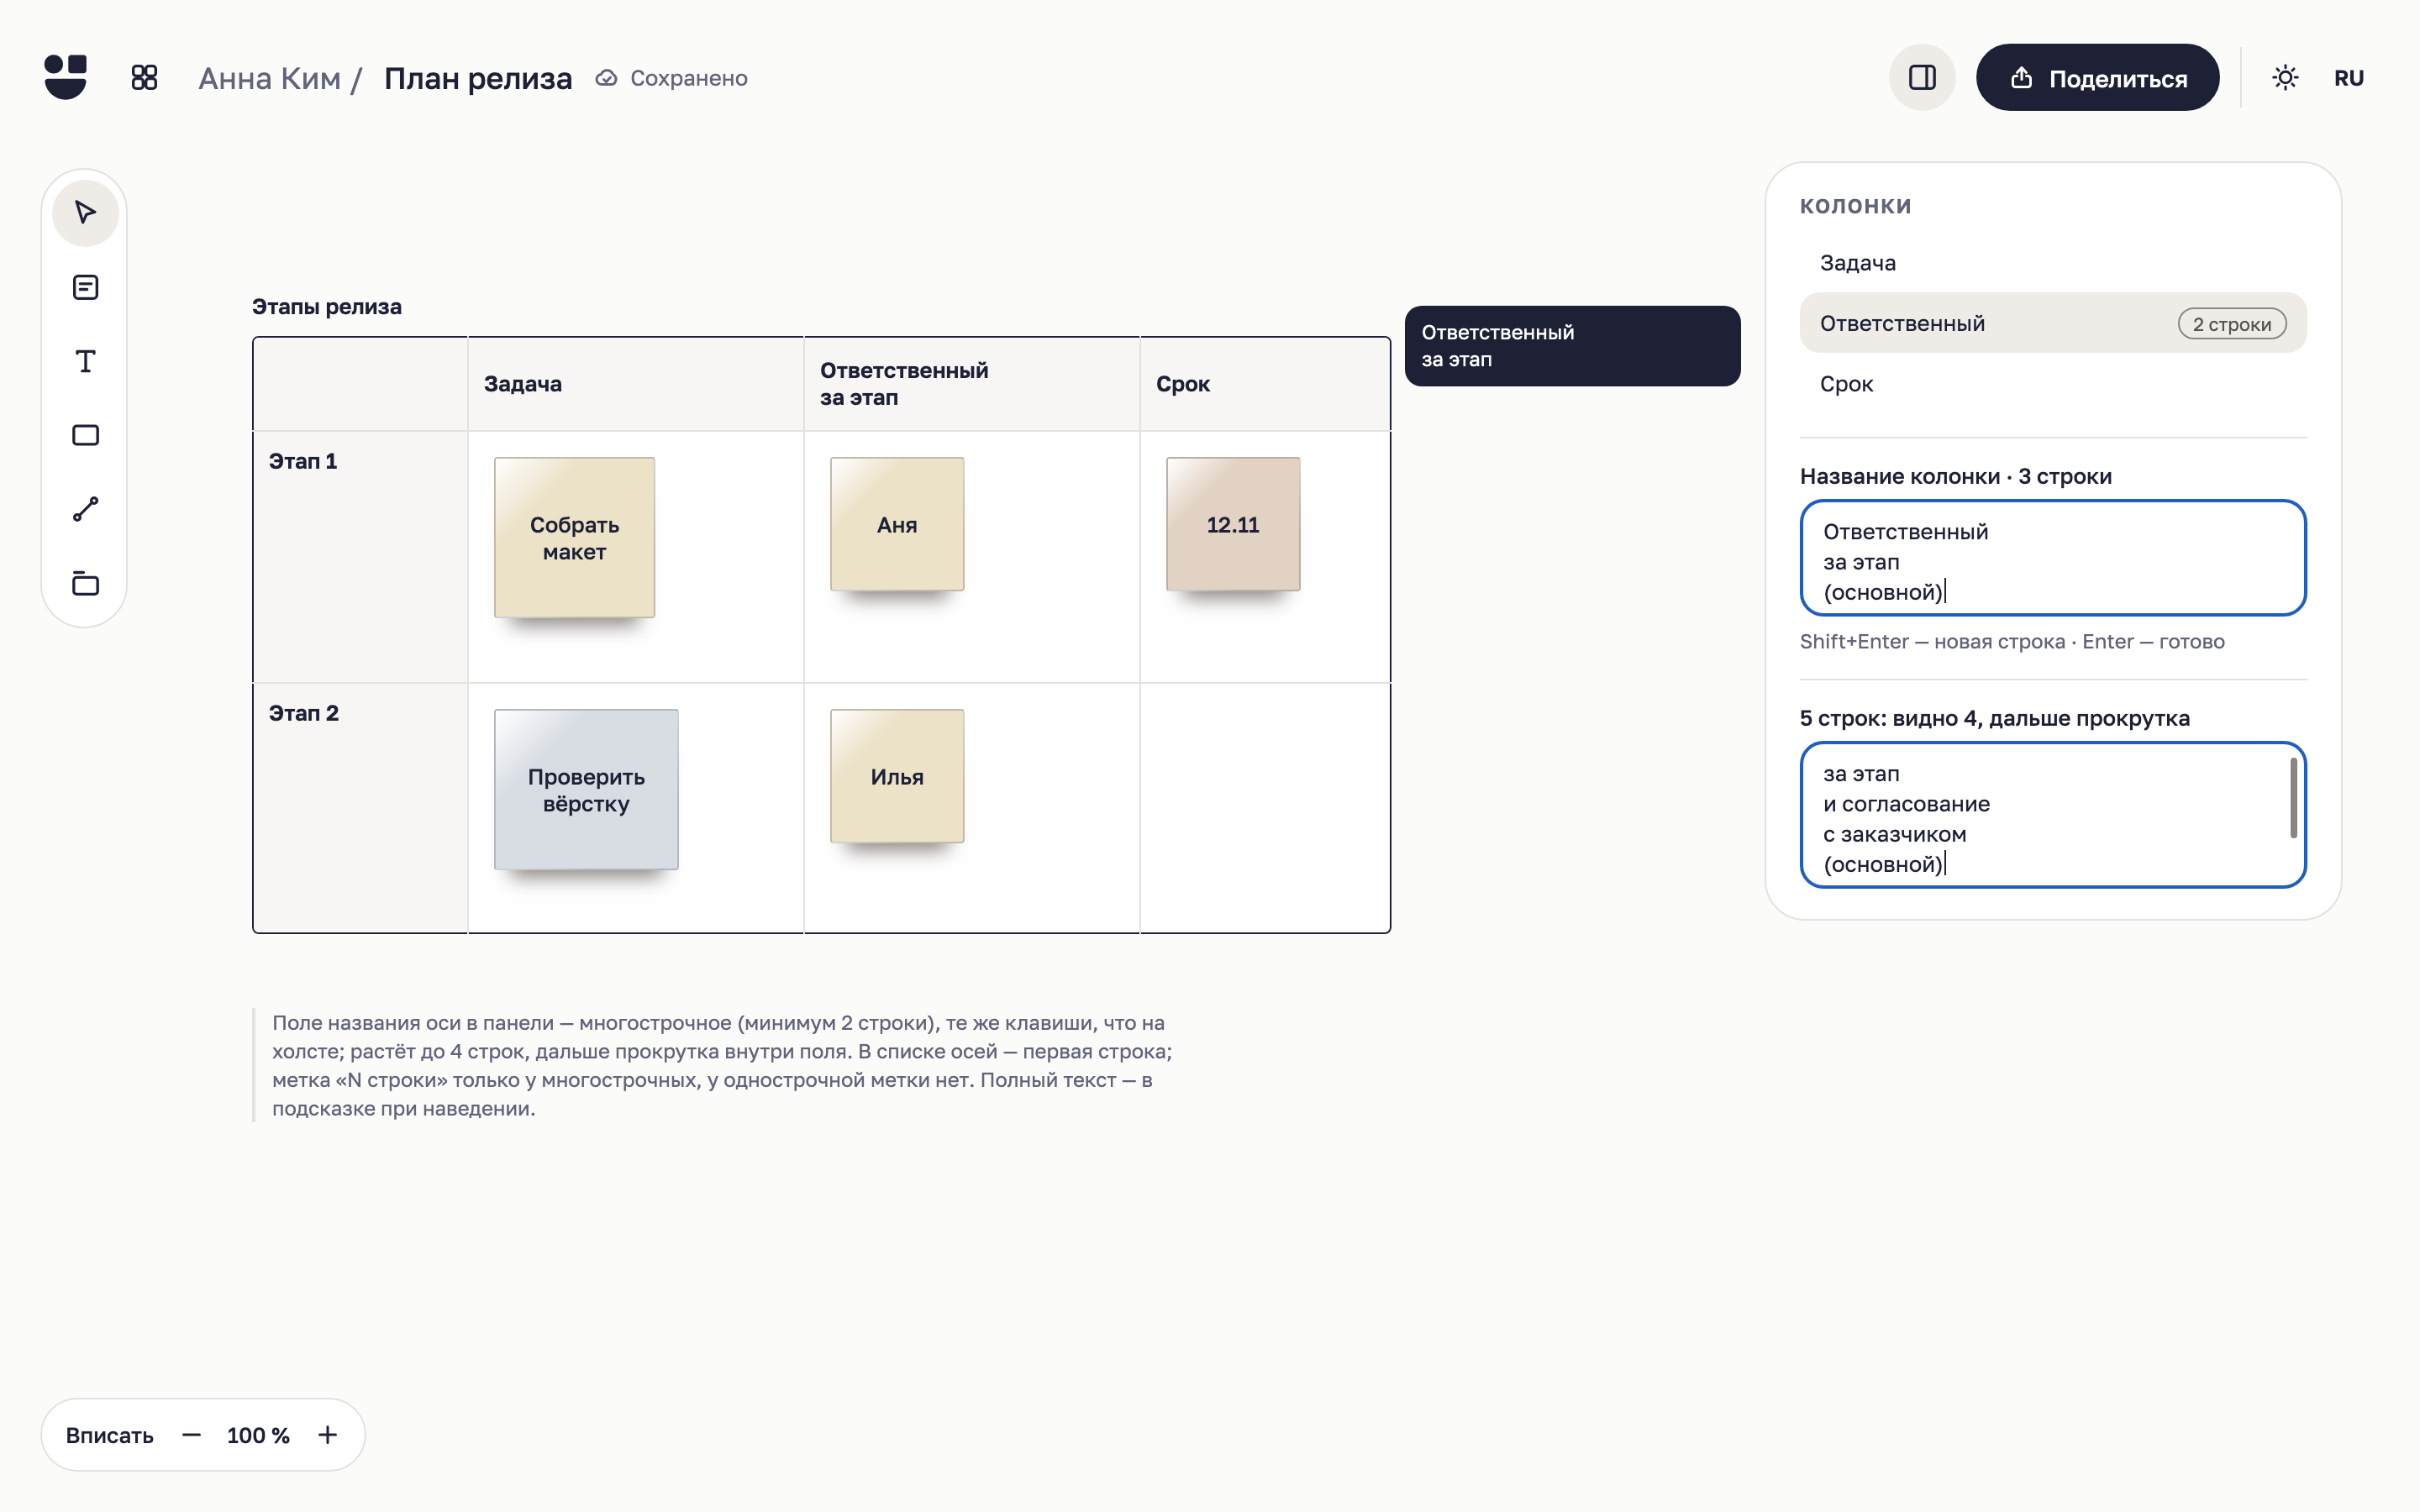 Анна Ким / План релиза Сохранено
Поделиться RU
Этапы релиза
Задача
Ответственный
за этап
Срок
Этап 1
Собрать
макет
Аня
12.11
Этап 2
Проверить
вёрстку
Илья
Ответственный
за этап
КОЛОНКИ
Задача
Ответственный 2 строки
Срок
Название колонки · 3 строки
Ответственный
за этап
(основной)
Shift+Enter — новая строка · Enter — готово
5 строк: видно 4, дальше прокрутка
за этап
и согласование
с заказчиком
(основной)
Поле названия оси в панели — многострочное (минимум 2 строки), те же клавиши, что на
холсте; растёт до 4 строк, дальше прокрутка внутри поля. В списке осей — первая строка;
метка «N строки» только у многострочных, у однострочной метки нет. Полный текст — в
подсказке при наведении.
Вписать — 100 % +